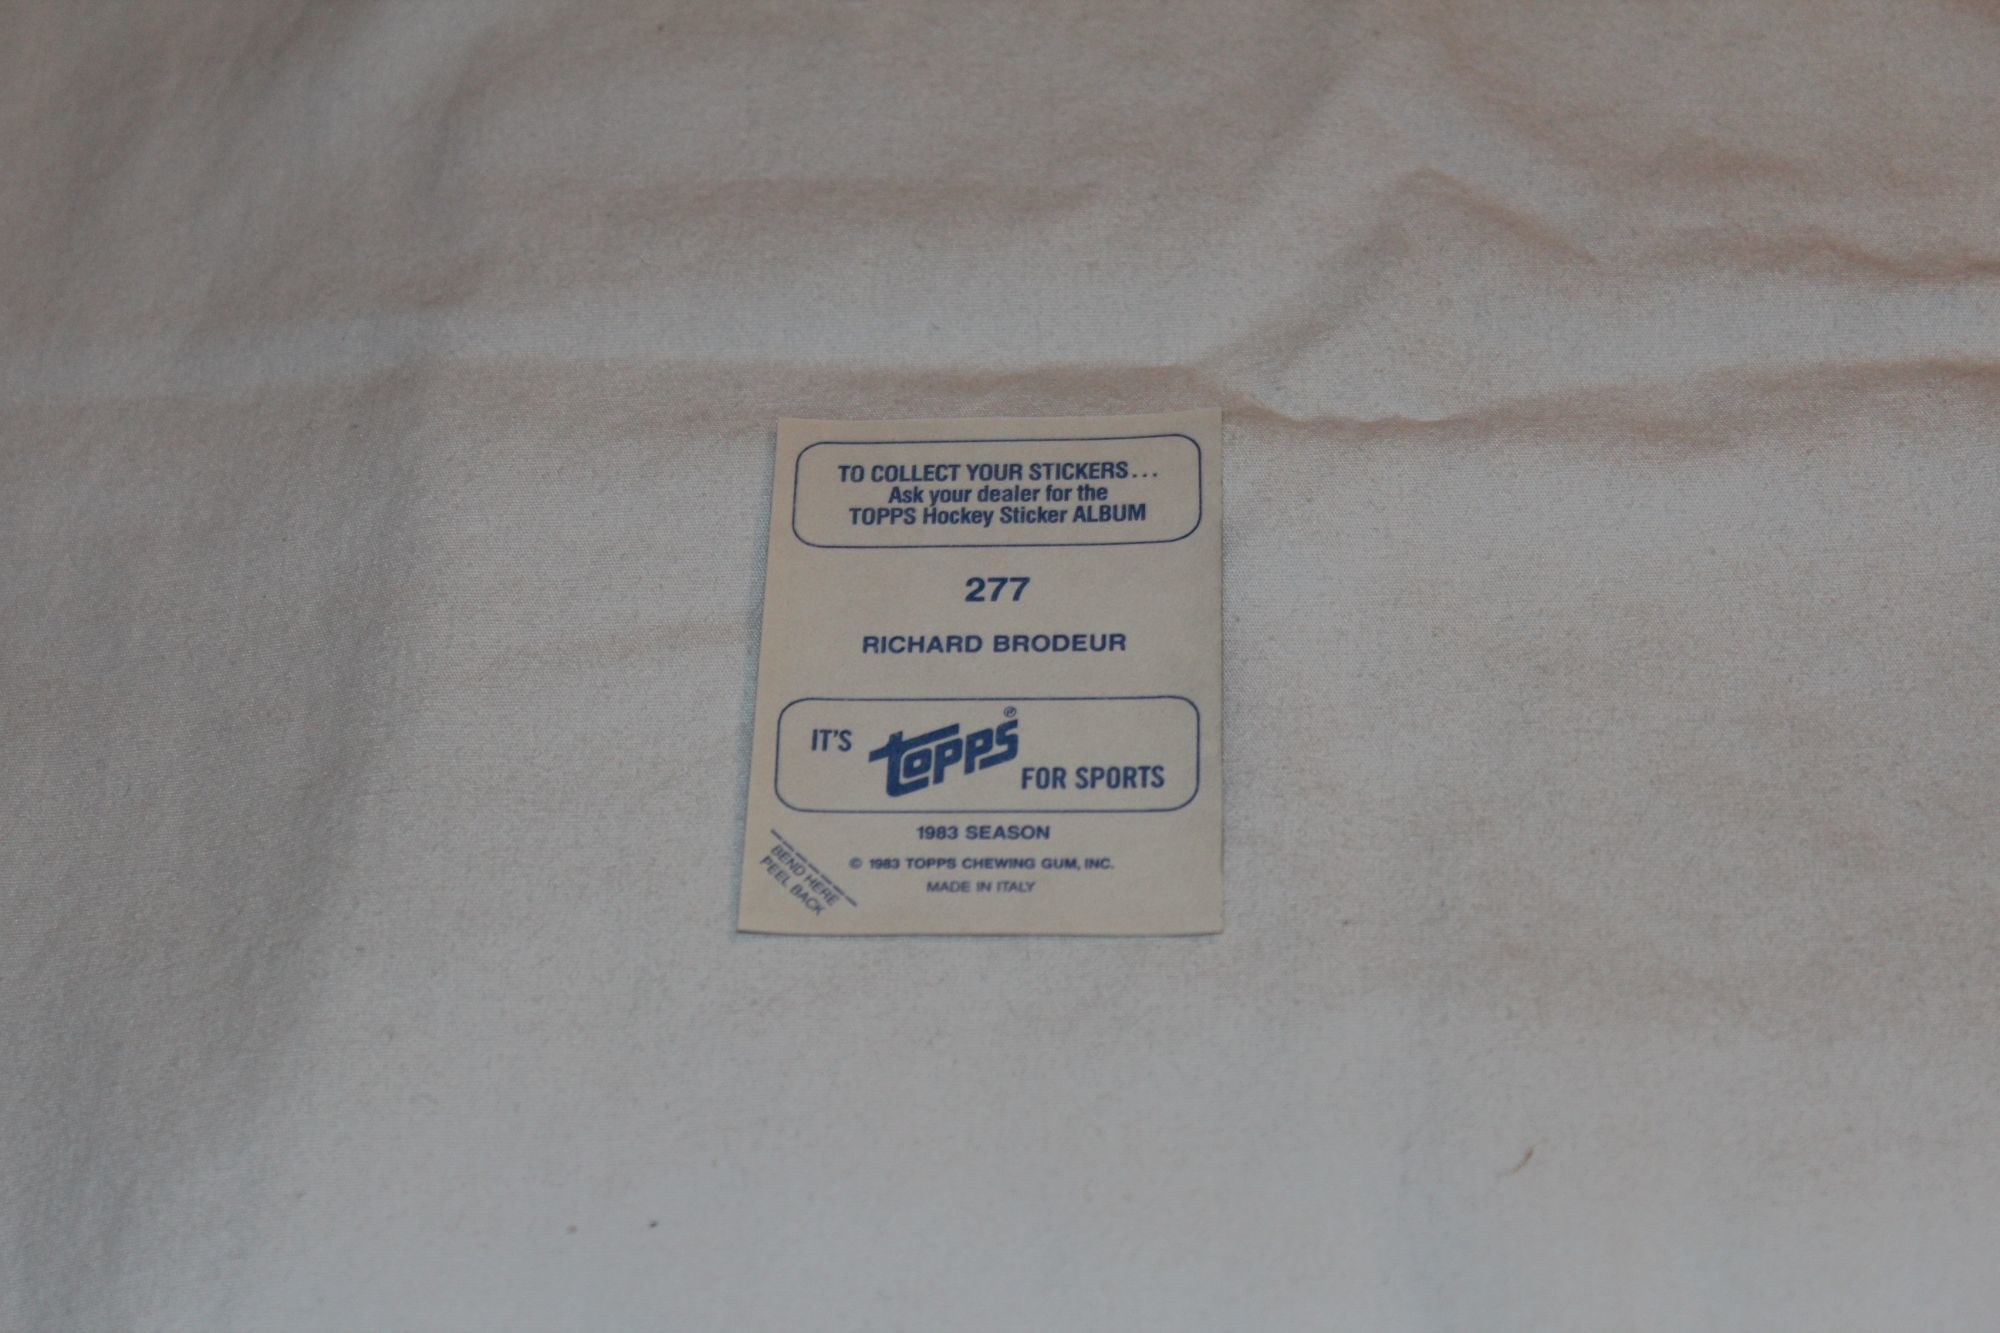 TO COLLECT YOUR STICKERS...
Ask your dealer for the
TOPPS Hockey Sticker ALBUM
277
RICHARD BRODEUR
IT'S topps® FOR SPORTS
1983 SEASON
© 1983 TOPPS CHEWING GUM, INC.
MADE IN ITALY
BEND HERE
PEEL BACK